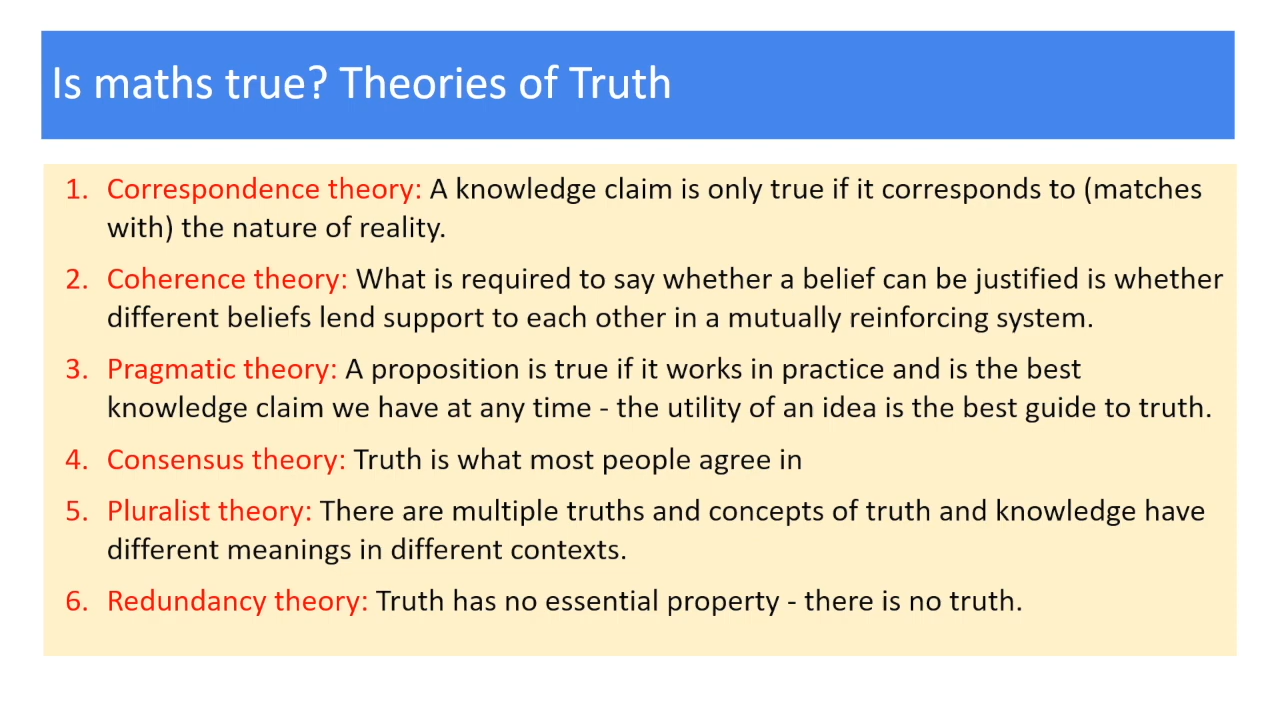 Is maths true? Theories of Truth
1. Correspondence theory: A knowledge claim is only true if it corresponds to (matches
with) the nature of reality.
2. Coherence theory: What is required to say whether a belief can be justified is whether
different beliefs lend support to each other in a mutually reinforcing system.
3. Pragmatic theory: A proposition is true if it works in practice and is the best
knowledge claim we have at any time - the utility of an idea is the best guide to truth.
4. Consensus theory: Truth is what most people agree in
5. Pluralist theory: There are multiple truths and concepts of truth and knowledge have
different meanings in different contexts.
6. Redundancy theory: Truth has no essential property - there is no truth.